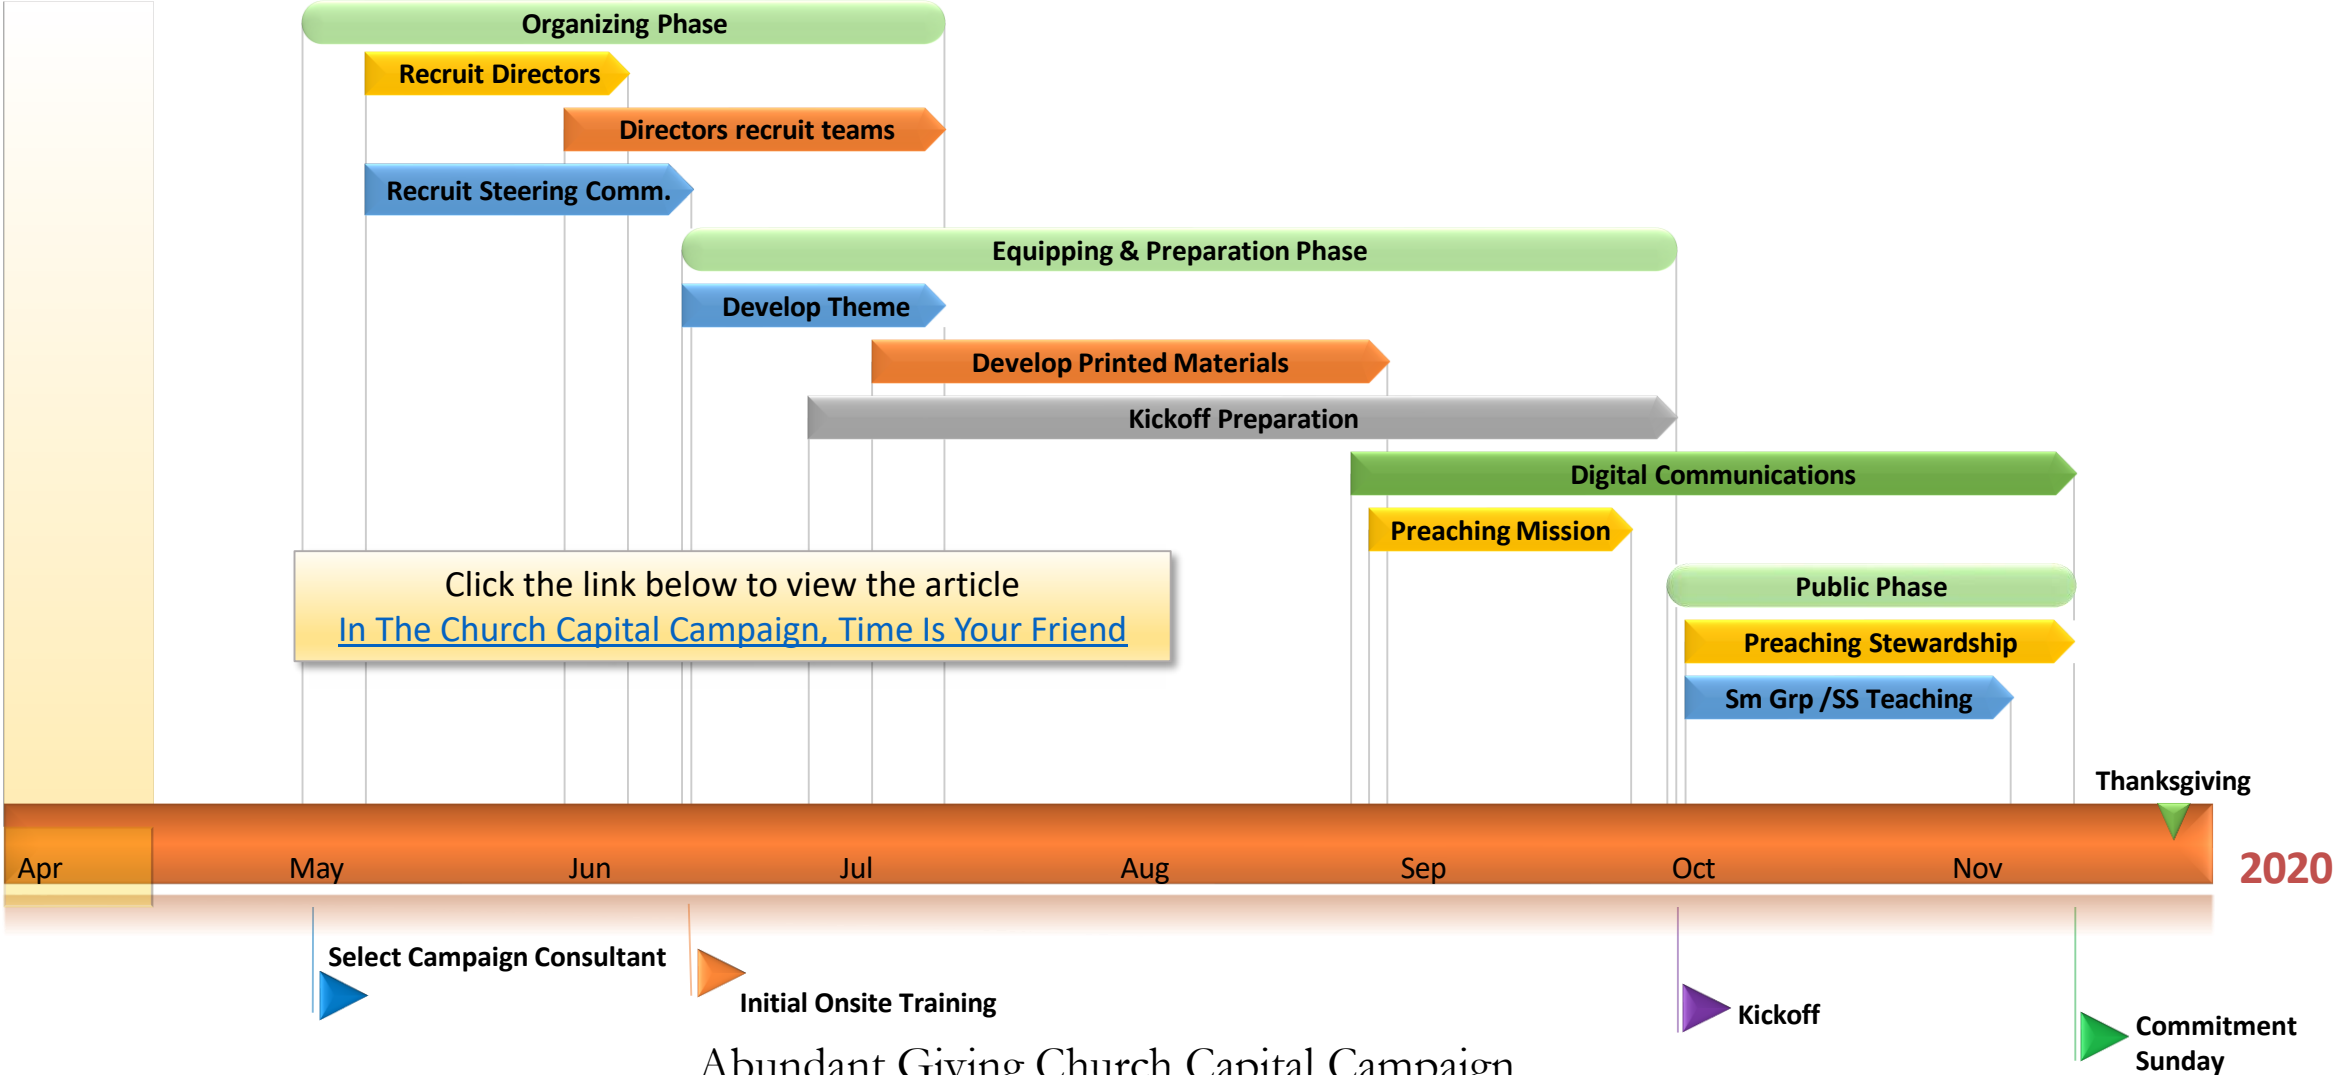 Organizing Phase
Recruit Directors
Directors recruit teams
Recruit Steering Comm.
Equipping & Preparation Phase
Develop Theme
Develop Printed Materials
Kickoff Preparation
Digital Communications
Preaching Mission
Click the link below to view the article
In The Church Capital Campaign, Time Is Your Friend
Public Phase
Preaching Stewardship
Sm Grp /SS Teaching
Thanksgiving
Apr May Jun Jul Aug Sep Oct Nov 2020
Select Campaign Consultant
Initial Onsite Training
Kickoff
Commitment
Sunday
Abundant Giving Church Capital Campaign